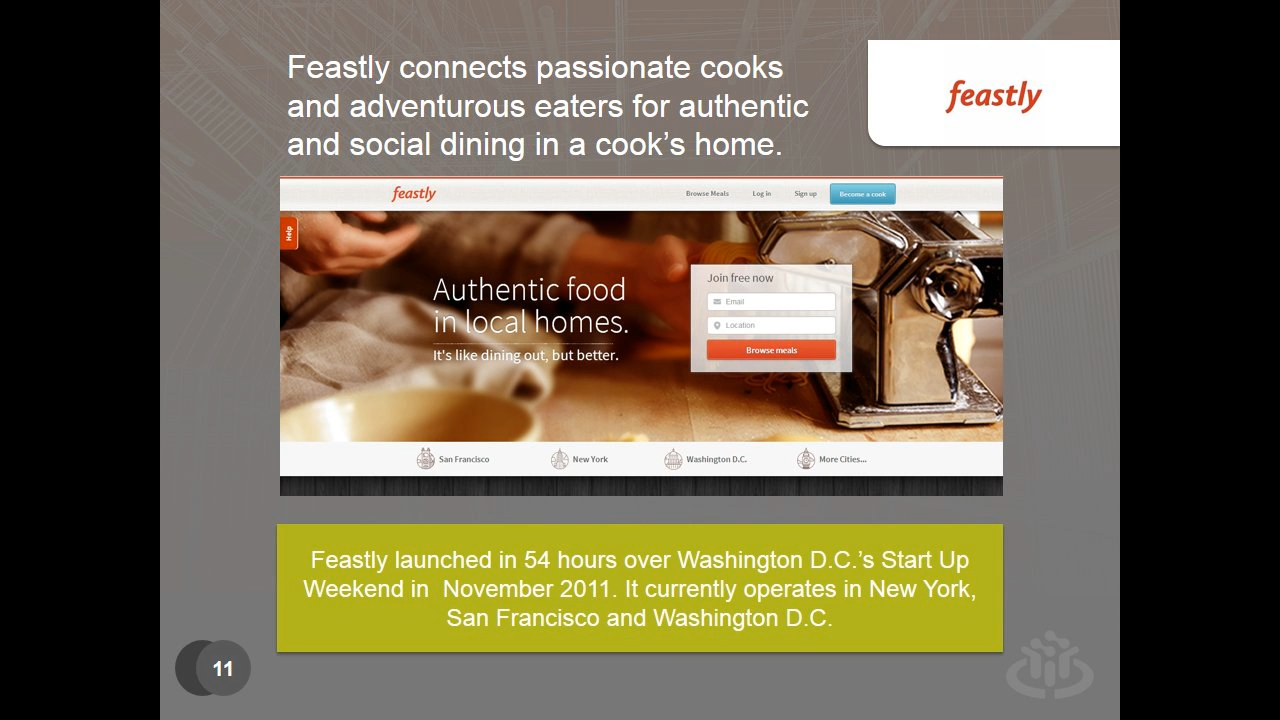 Feastly connects passionate cooks
and adventurous eaters for authentic
and social dining in a cook’s home.
feastly
feastly
Browse Meals
Log in
Sign up
Become a cook
Help
Authentic food
in local homes.
It's like dining out, but better.
Join free now
Email
Location
Browse meals
San Francisco
New York
Washington D.C.
More Cities...
Feastly launched in 54 hours over Washington D.C.’s Start Up
Weekend in  November 2011. It currently operates in New York,
San Francisco and Washington D.C.
11